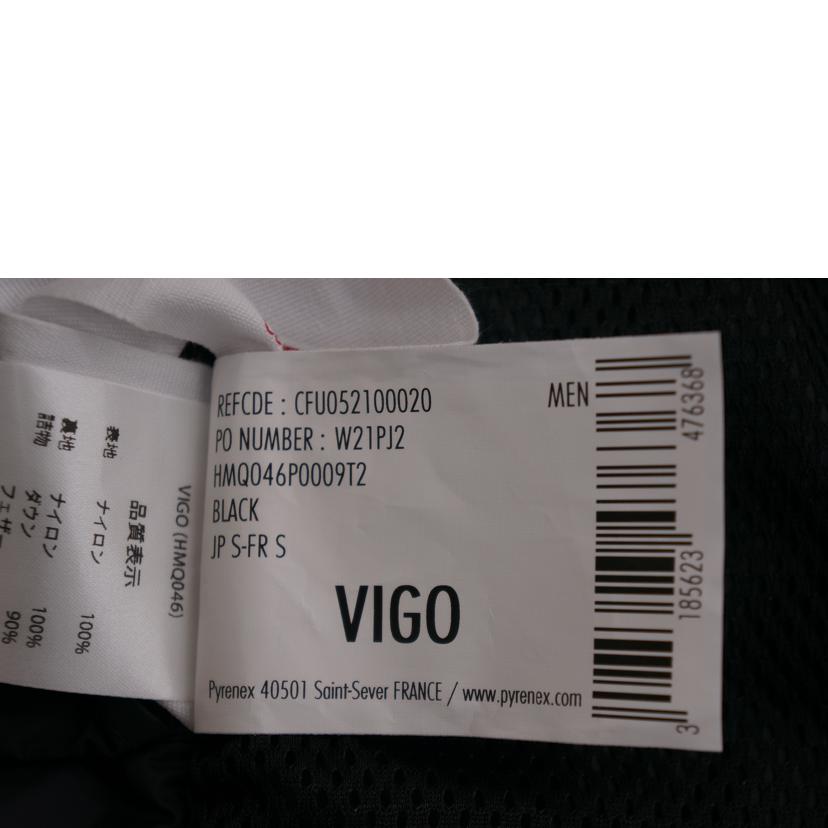 REFCDE : CFU052100020
PO NUMBER : W21PJ2
HMQ046P0009T2
BLACK
JP S-FR S
MEN
VIGO
Pyrenex 40501 Saint-Sever FRANCE / www.pyrenex.com
3 185623 476368
VIGO (HMQ046)
品質表示
表地 ナイロン 100%
裏地 ナイロン 100%
詰物 ダウン 90%